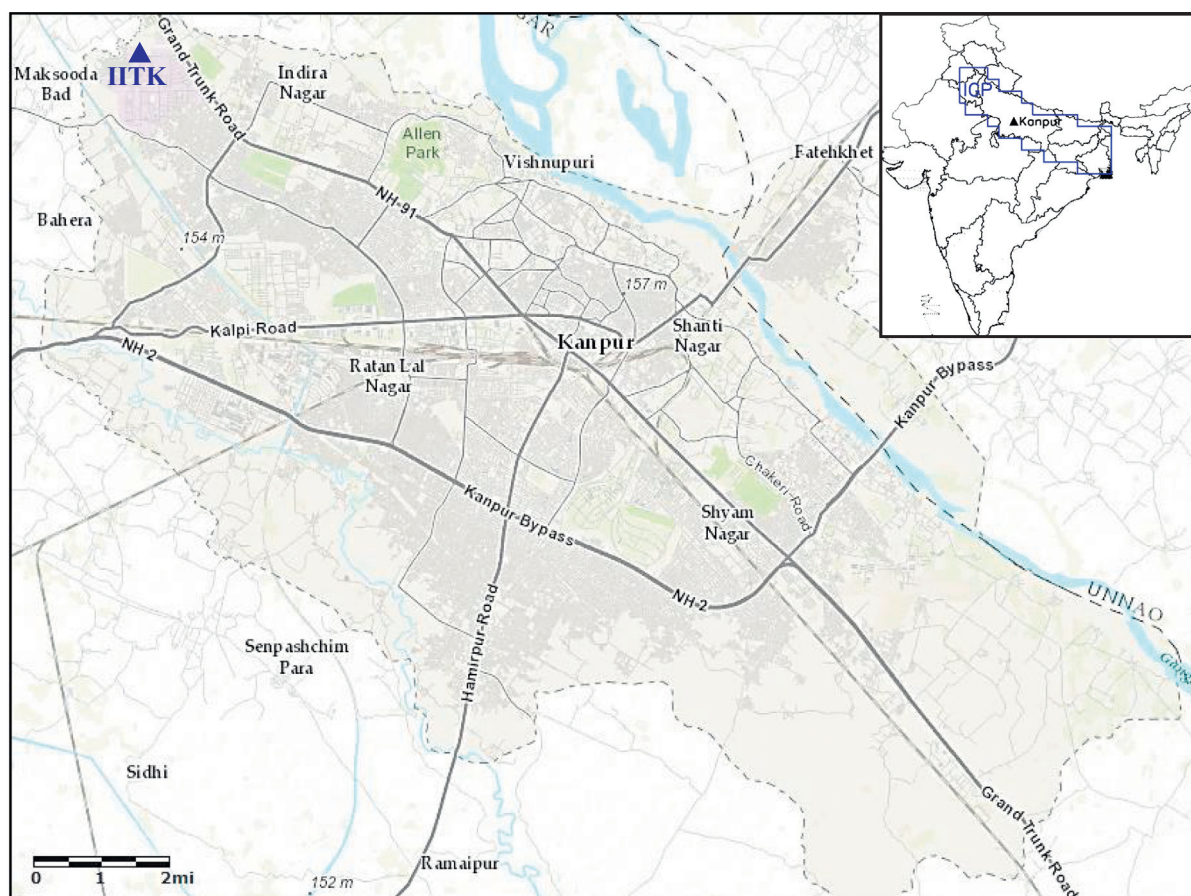 GAR
IITK
Maksooda
Bad
Grand-Trunk-Road
Indira
Nagar
Allen
Park
Vishnupuri
Fatehkhet
IGP
Kanpur
Bahera
154 m
NH-91
157 m
Kalpi-Road
NH-2
Kanpur
Shanti
Nagar
Ratan Lal
Nagar
Kanpur-Bypass
Chakeri-Road
Kanpur-Bypass
Shyam
Nagar
NH-2
UNNAO
Hamirpur-Road
Senpashchim
Para
Sidhi
Grand-Trunk-Road
Ramaipur
0 1 2mi
152 m